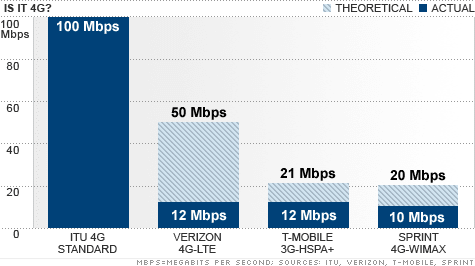 IS IT 4G?
THEORETICAL ACTUAL
100 Mbps
80
60
40
20
0
100 Mbps
50 Mbps
12 Mbps
21 Mbps
12 Mbps
20 Mbps
10 Mbps
ITU 4G
STANDARD
VERIZON
4G-LTE
T-MOBILE
3G-HSPA+
SPRINT
4G-WIMAX
MBPS=MEGABITS PER SECOND; SOURCES: ITU, VERIZON, T-MOBILE, SPRINT